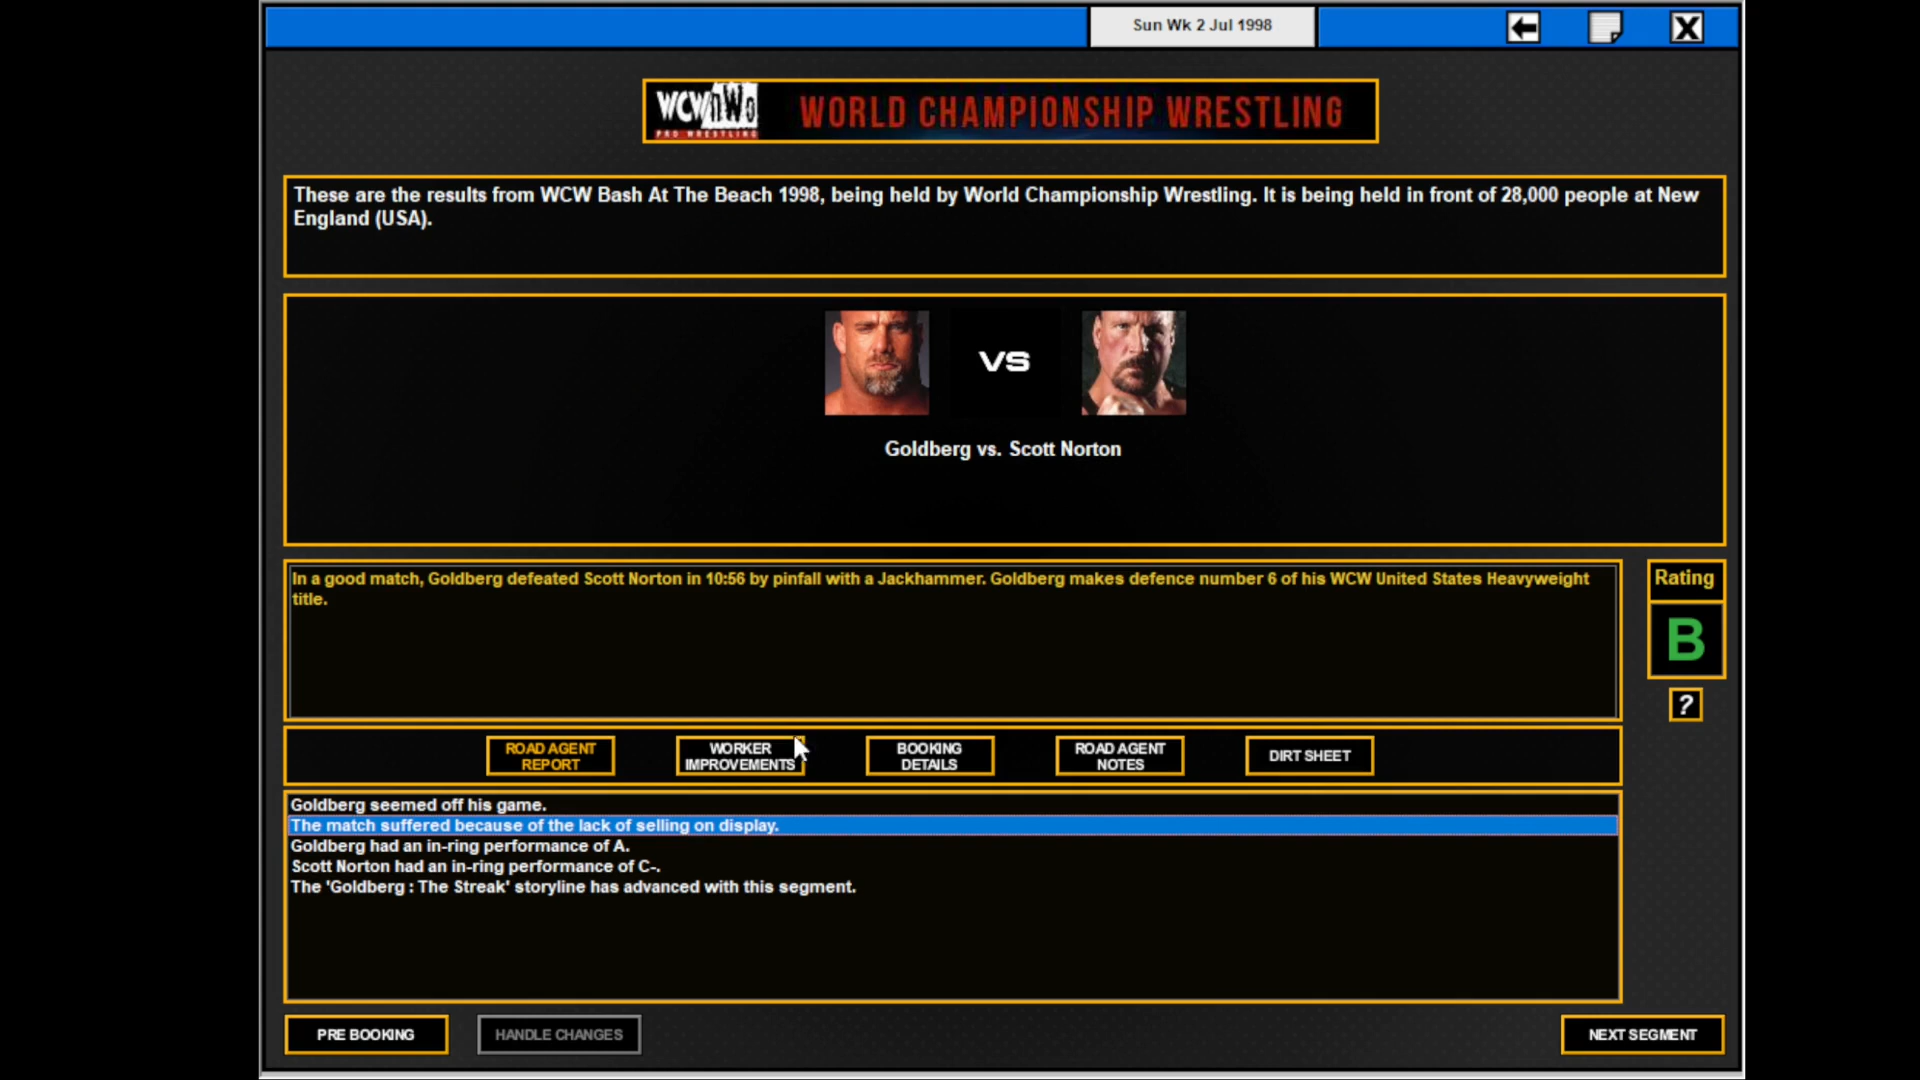 Sun Wk 2 Jul 1998
WCW nWo
PRO WRESTLING
WORLD CHAMPIONSHIP WRESTLING
These are the results from WCW Bash At The Beach 1998, being held by World Championship Wrestling. It is being held in front of 28,000 people at New
England (USA).
VS
Goldberg vs. Scott Norton
In a good match, Goldberg defeated Scott Norton in 10:56 by pinfall with a Jackhammer. Goldberg makes defence number 6 of his WCW United States Heavyweight
title.
Rating
B
?
ROAD AGENT
REPORT
WORKER
IMPROVEMENTS
BOOKING
DETAILS
ROAD AGENT
NOTES
DIRT SHEET
Goldberg seemed off his game.
The match suffered because of the lack of selling on display.
Goldberg had an in-ring performance of A.
Scott Norton had an in-ring performance of C-.
The 'Goldberg : The Streak' storyline has advanced with this segment.
PRE BOOKING
HANDLE CHANGES
NEXT SEGMENT